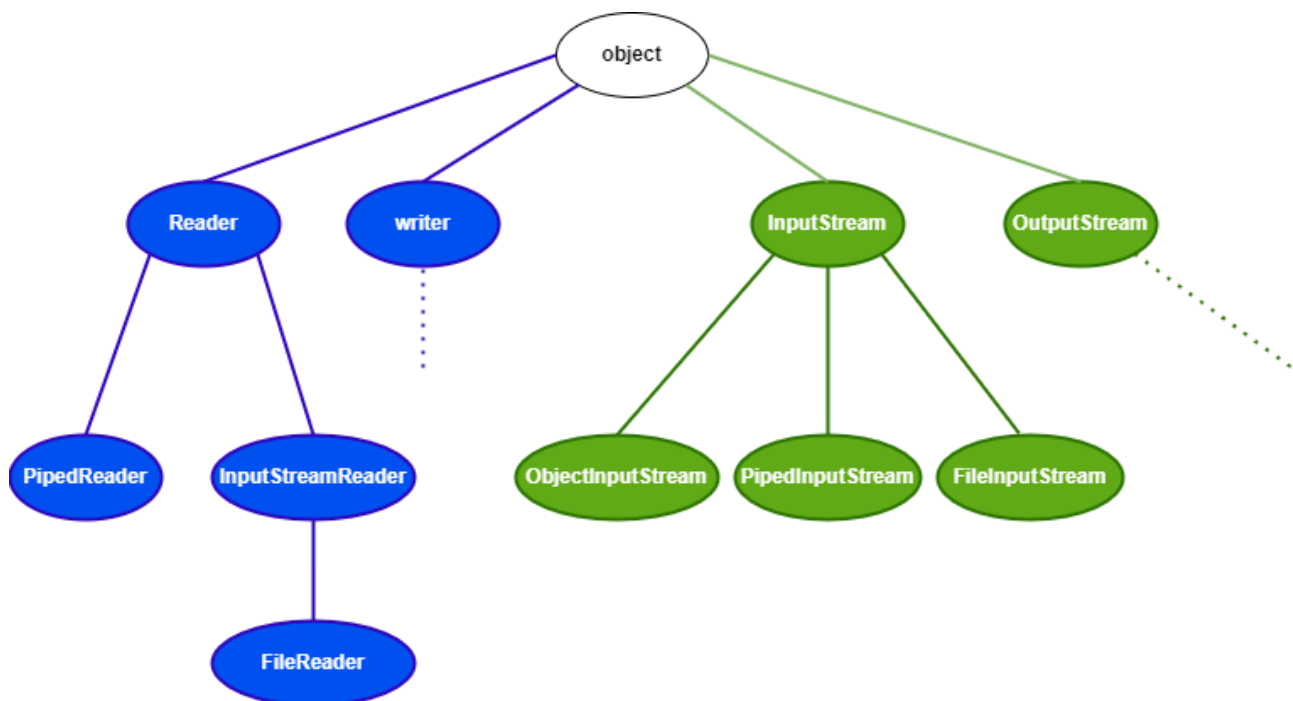 object
Reader
writer
InputStream
OutputStream
PipedReader
InputStreamReader
ObjectInputStream
PipedInputStream
FileInputStream
FileReader